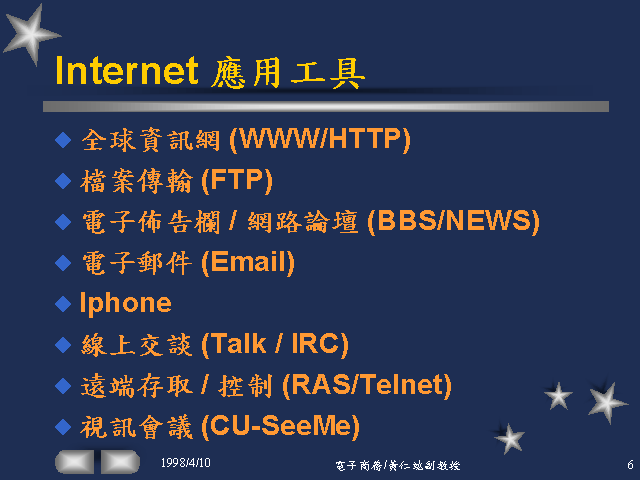 Internet 應用工具
全球資訊網 (WWW/HTTP)
檔案傳輸 (FTP)
電子佈告欄 / 網路論壇 (BBS/NEWS)
電子郵件 (Email)
Iphone
線上交談 (Talk / IRC)
遠端存取 / 控制 (RAS/Telnet)
視訊會議 (CU-SeeMe)
1998/4/10
電子商務/黃仁竑副教授
6